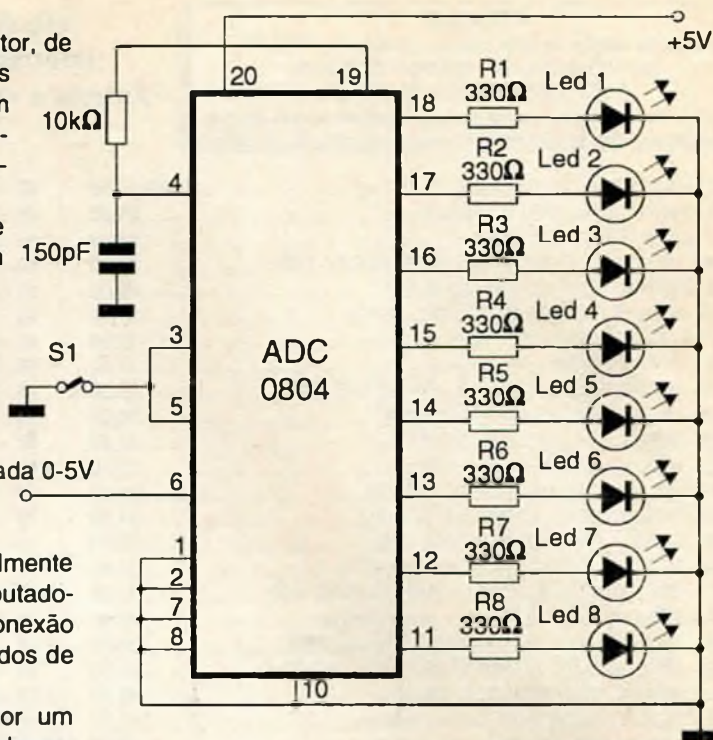 tor, de
s
n
-
-
e
n
+5V
20
19
10kΩ
4
150pF
S1
3
5
ada 0-5V
6
1
2
7
8
10
ADC
0804
18
R1
330Ω
Led 1
17
R2
330Ω
Led 2
16
R3
330Ω
Led 3
15
R4
330Ω
Led 4
14
R5
330Ω
Led 5
13
R6
330Ω
Led 6
12
R7
330Ω
Led 7
11
R8
330Ω
Led 8
lmente
outado-
onexão
dos de
or um